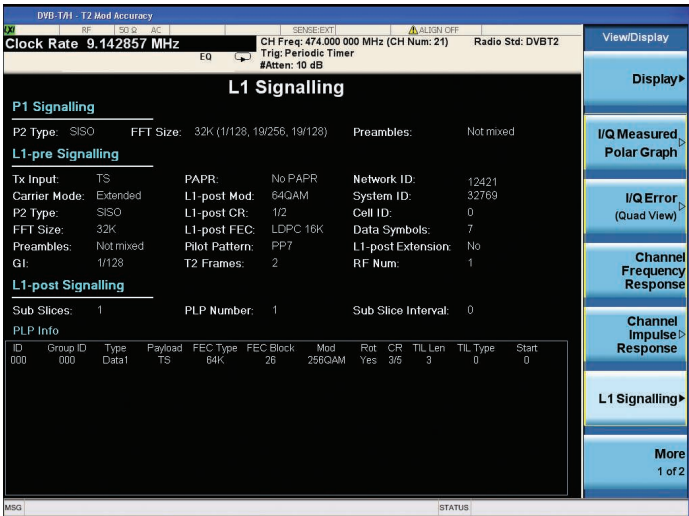 DVB-T/H - T2 Mod Accuracy
RF 50 Ω AC SENSE:EXT ALIGN OFF
Clock Rate 9.142857 MHz
CH Freq: 474.000 000 MHz (CH Num: 21) Radio Std: DVBT2
EQ Trig: Periodic Timer
#Atten: 10 dB
L1 Signalling
P1 Signalling
P2 Type: SISO FFT Size: 32K (1/128, 19/256, 19/128) Preambles: Not mixed
L1-pre Signalling
Tx Input: TS PAPR: No PAPR Network ID: 12421
Carrier Mode: Extended L1-post Mod: 64QAM System ID: 32769
P2 Type: SISO L1-post CR: 1/2 Cell ID: 0
FFT Size: 32K L1-post FEC: LDPC 16K Data Symbols: 7
Preambles: Not mixed Pilot Pattern: PP7 L1-post Extension: No
GI: 1/128 T2 Frames: 2 RF Num: 1
L1-post Signalling
Sub Slices: 1 PLP Number: 1 Sub Slice Interval: 0
PLP Info
ID Group ID Type Payload FEC Type FEC Block Mod Rot CR TIL Len TIL Type Start
000 000 Data1 TS 64K 26 256QAM Yes 3/5 3 0 0
MSG STATUS
View/Display
Display
I/Q Measured
Polar Graph
I/Q Error
(Quad View)
Channel
Frequency
Response
Channel
Impulse
Response
L1 Signalling
More
1 of 2